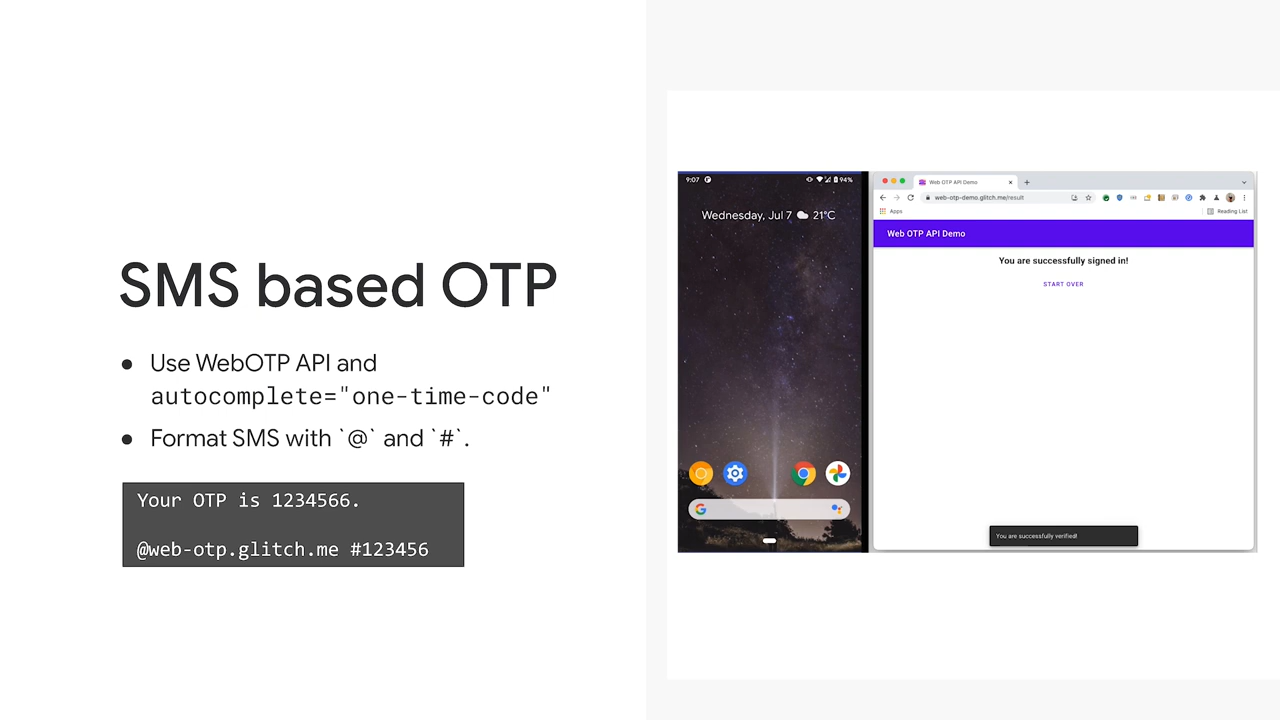 SMS based OTP
● Use WebOTP API and
autocomplete="one-time-code"
● Format SMS with `@` and `#`.
Your OTP is 1234566.
@web-otp.glitch.me #123456
9:07
94%
Wednesday, Jul 7
21°C
Web OTP API Demo
web-otp-demo.glitch.me/result
Apps
Reading List
Web OTP API Demo
You are successfully signed in!
START OVER
You are successfully verified!